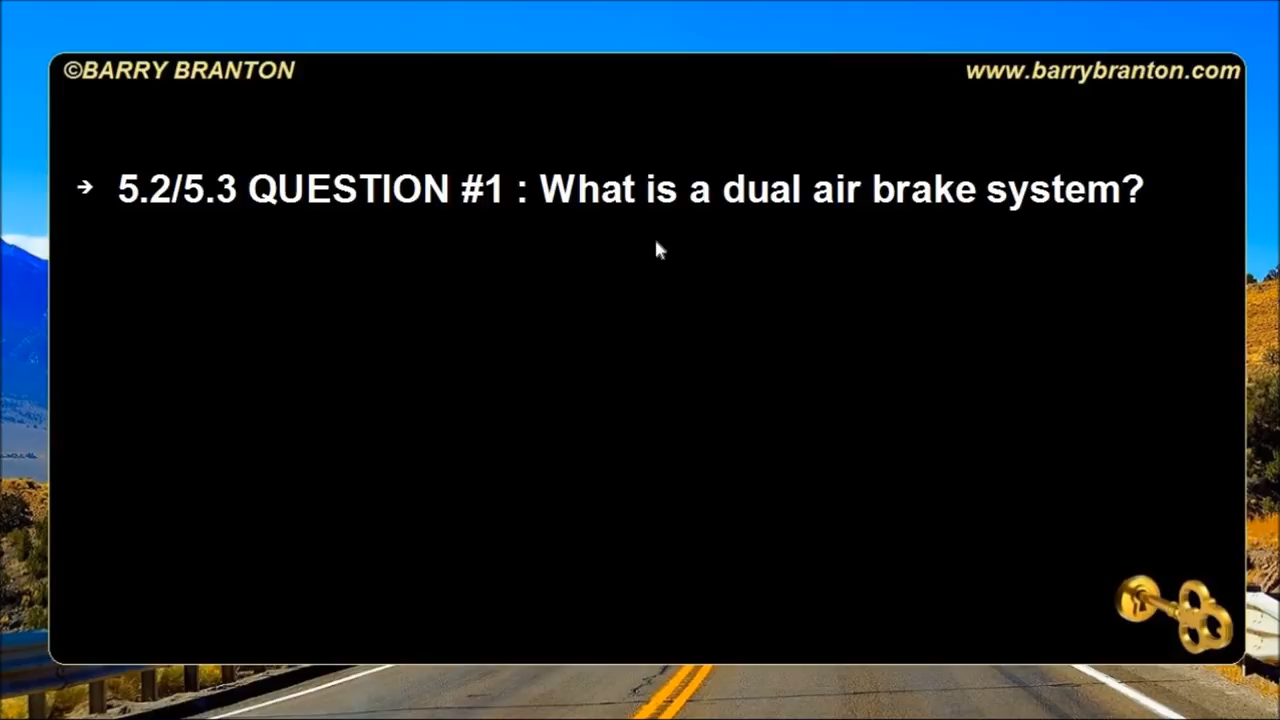 ©BARRY BRANTON
www.barrybranton.com
➔ 5.2/5.3 QUESTION #1 : What is a dual air brake system?